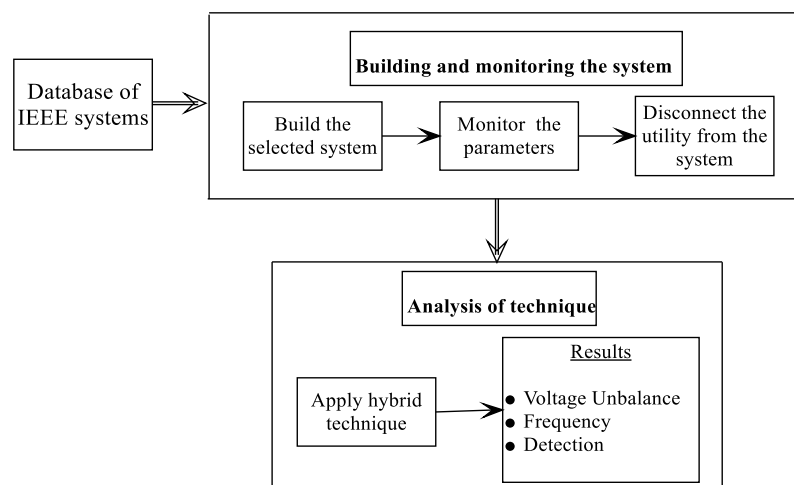 Database of
IEEE systems
Building and monitoring the system
Build the
selected system
Monitor the
parameters
Disconnect the
utility from the
system
Analysis of technique
Apply hybrid
technique
Results
● Voltage Unbalance
● Frequency
● Detection